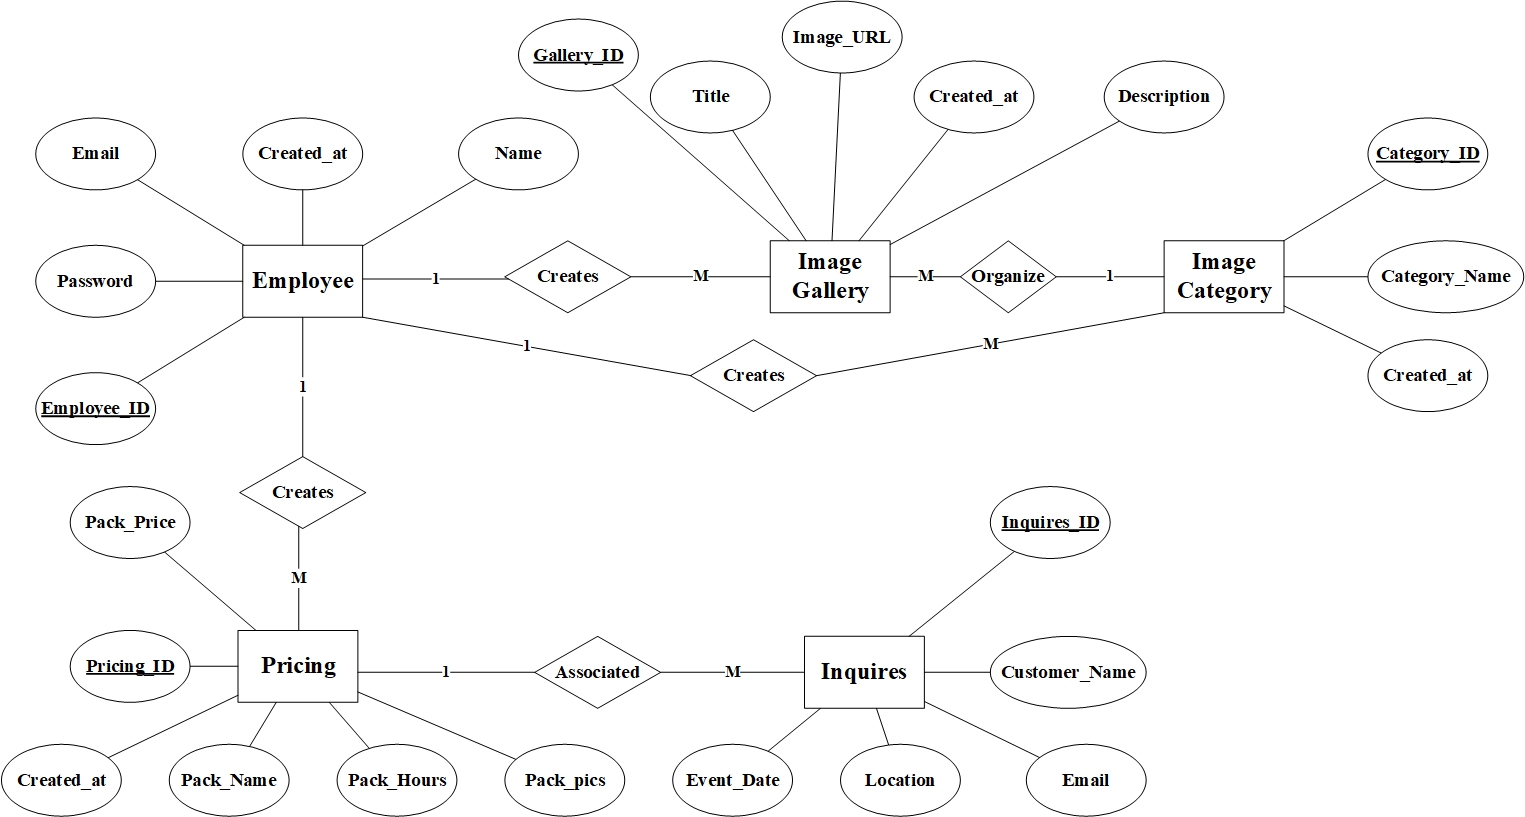 Image_URL
Gallery_ID
Title
Created_at
Description
Email
Created_at
Name
Category_ID
Password
Employee
1
Creates
M
Image
Gallery
M
Organize
1
Image
Category
Category_Name
1
M
Creates
Created_at
1
Employee_ID
Creates
Pack_Price
Inquires_ID
M
Pricing_ID
Pricing
1
Associated
M
Inquires
Customer_Name
Created_at
Pack_Name
Pack_Hours
Pack_pics
Event_Date
Location
Email